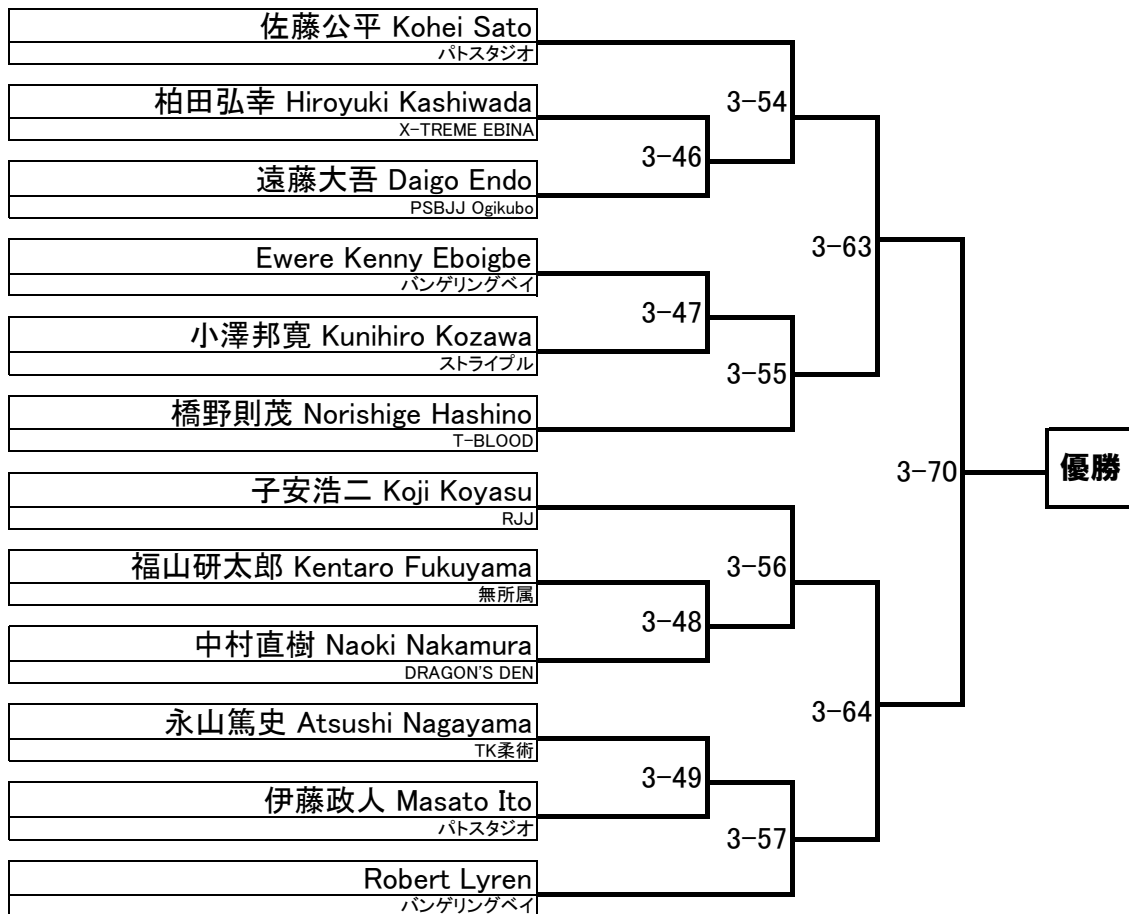 佐藤公平 Kohei Sato
パトスタジオ
柏田弘幸 Hiroyuki Kashiwada
X-TREME EBINA
遠藤大吾 Daigo Endo
PSBJJ Ogikubo
Ewere Kenny Eboigbe
バンゲリングベイ
小澤邦寛 Kunihiro Kozawa
ストライプル
橋野則茂 Norishige Hashino
T-BLOOD
子安浩二 Koji Koyasu
RJJ
福山研太郎 Kentaro Fukuyama
無所属
中村直樹 Naoki Nakamura
DRAGON'S DEN
永山篤史 Atsushi Nagayama
TK柔術
伊藤政人 Masato Ito
パトスタジオ
Robert Lyren
バンゲリングベイ
3-46
3-47
3-48
3-49
3-54
3-55
3-56
3-57
3-63
3-64
3-70
優勝